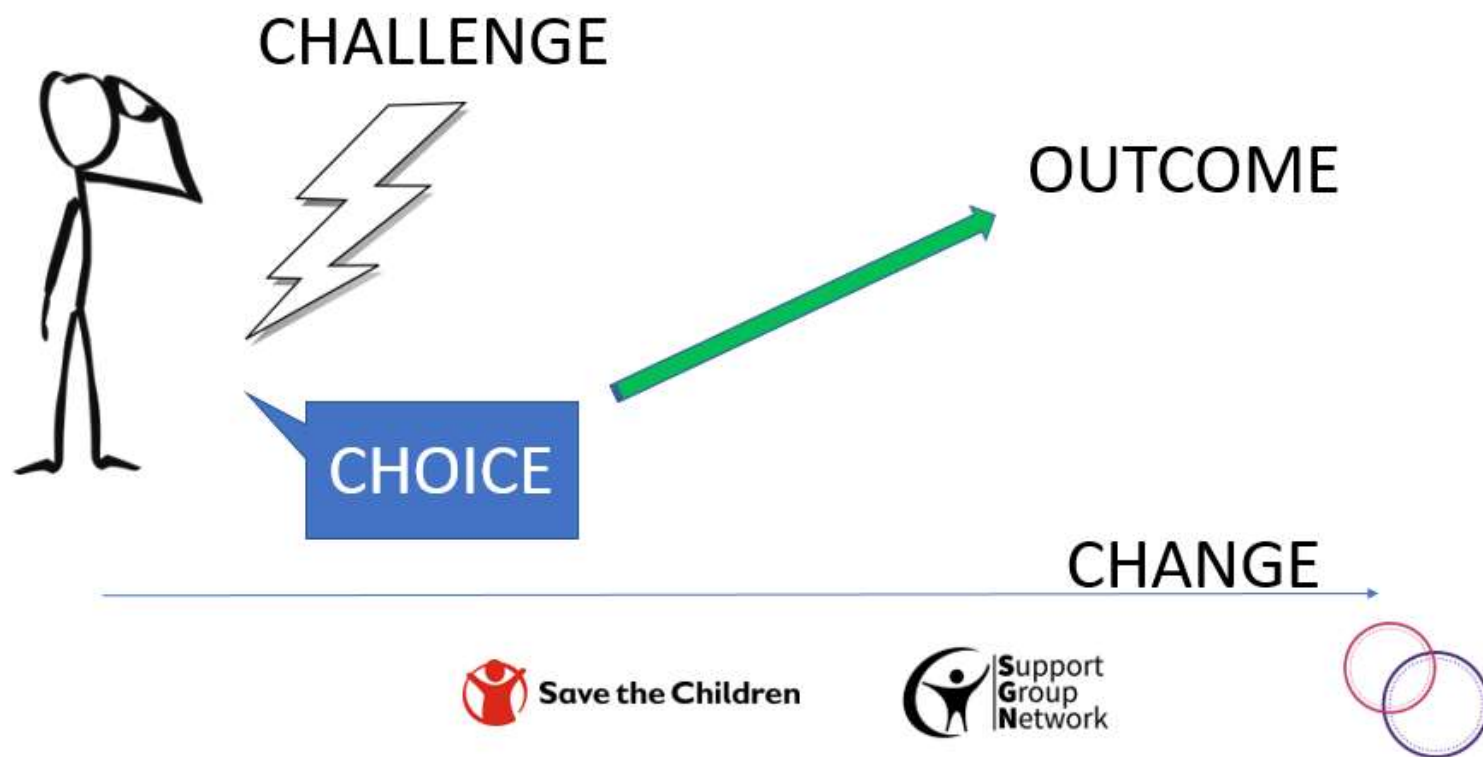 CHALLENGE
OUTCOME
CHOICE
CHANGE
Save the Children
Support
Group
Network